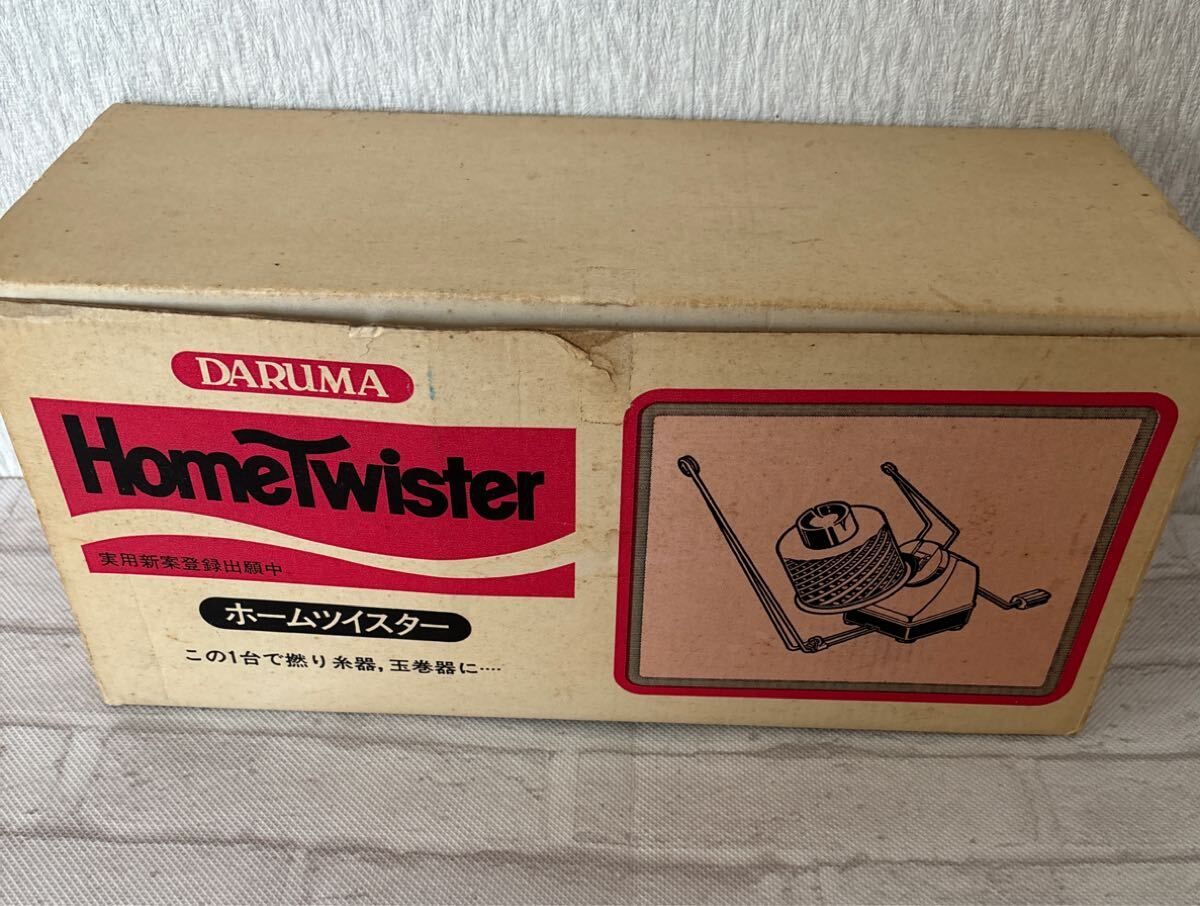 DARUMA
HomeTwister
実用新案登録出願中
ホームツイスター
この1台で撚り糸器,玉巻器に‥‥